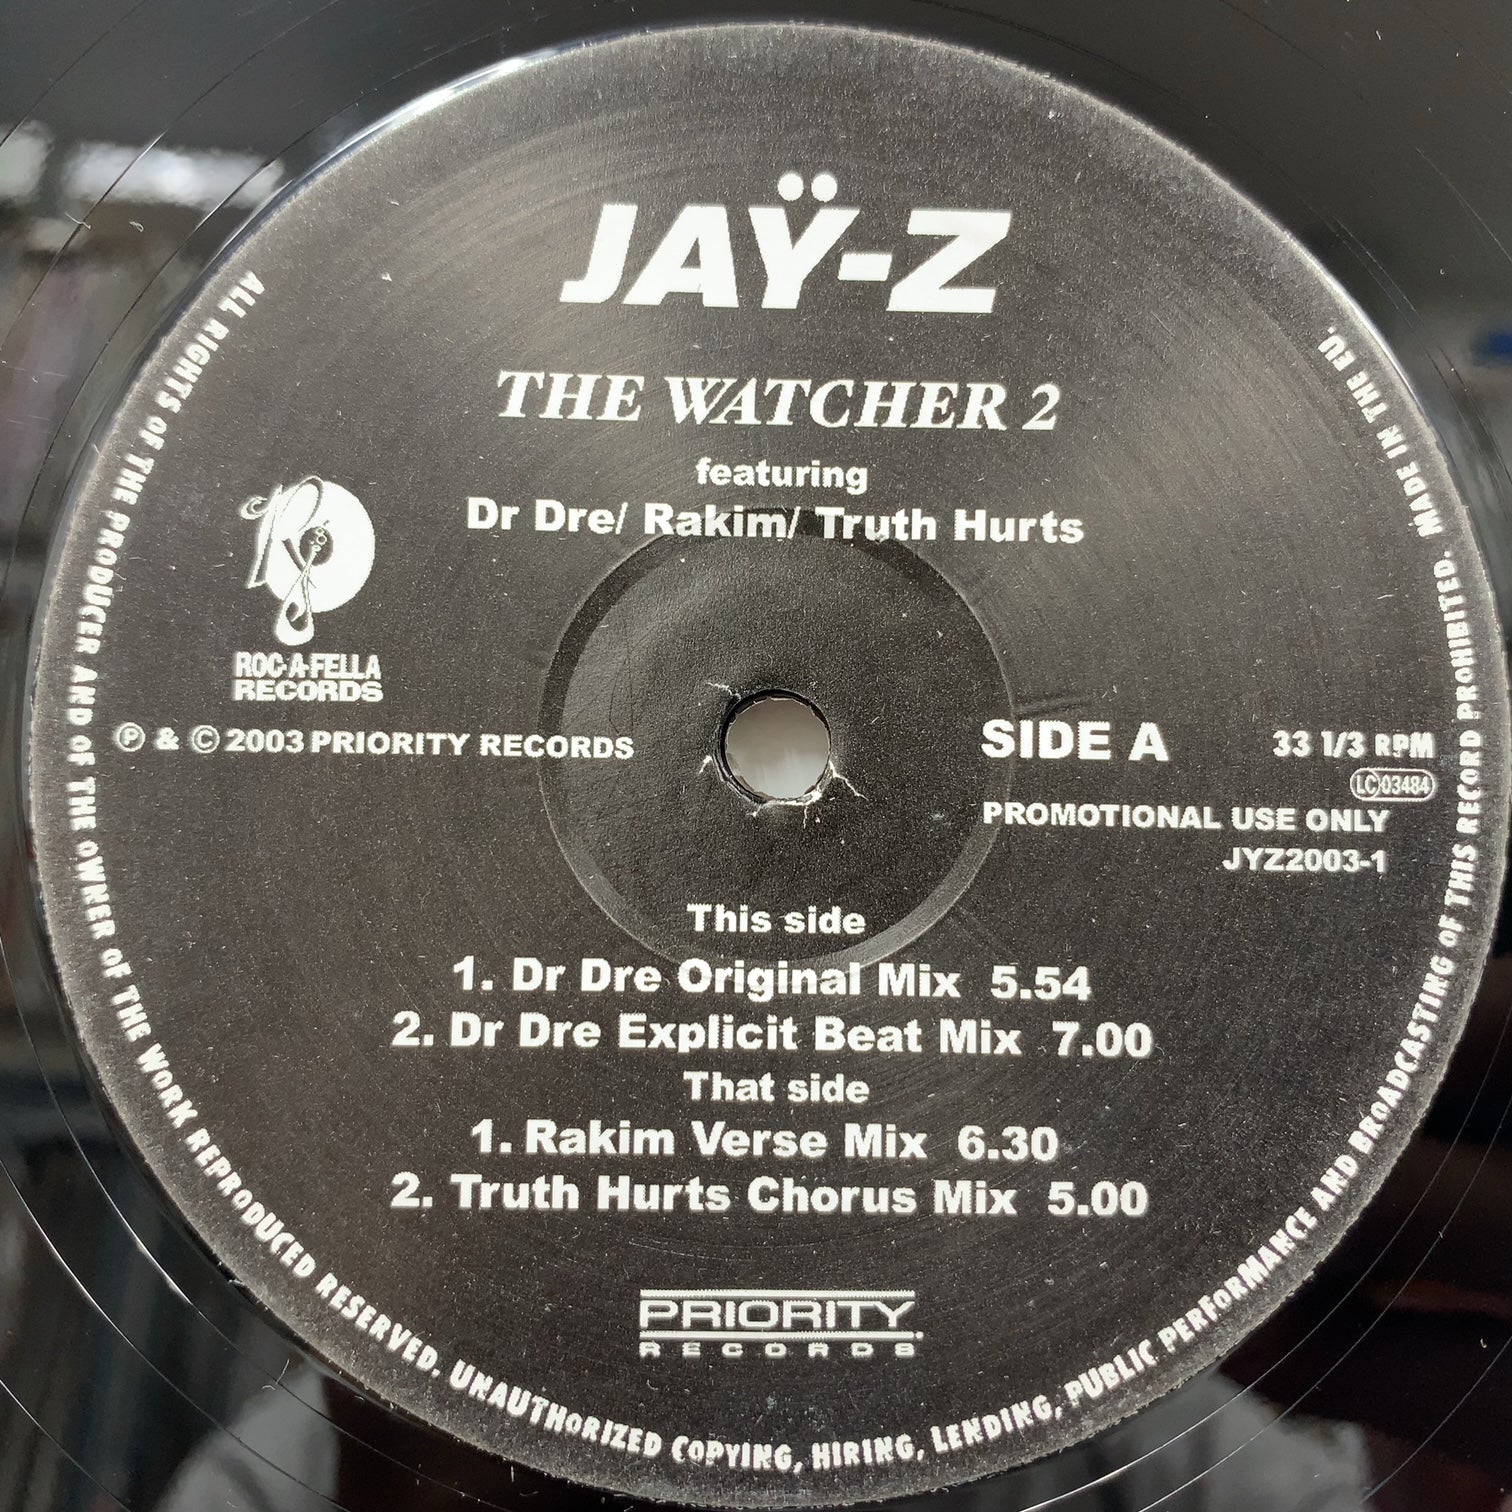 JAŸ-Z
THE WATCHER 2
featuring
Dr Dre/ Rakim/ Truth Hurts
ROC-A-FELLA
RECORDS
Ⓟ & © 2003 PRIORITY RECORDS
SIDE A
33 1/3 RPM
LC 03484
PROMOTIONAL USE ONLY
JYZ2003-1
This side
1. Dr Dre Original Mix 5.54
2. Dr Dre Explicit Beat Mix 7.00
That side
1. Rakim Verse Mix 6.30
2. Truth Hurts Chorus Mix 5.00
PRIORITY
RECORDS
ALL RIGHTS OF THE PRODUCER AND OF THE OWNER OF THE WORK REPRODUCED RESERVED. UNAUTHORIZED COPYING, HIRING, LENDING, PUBLIC PERFORMANCE AND BROADCASTING OF THIS RECORD PROHIBITED. MADE IN THE EU.